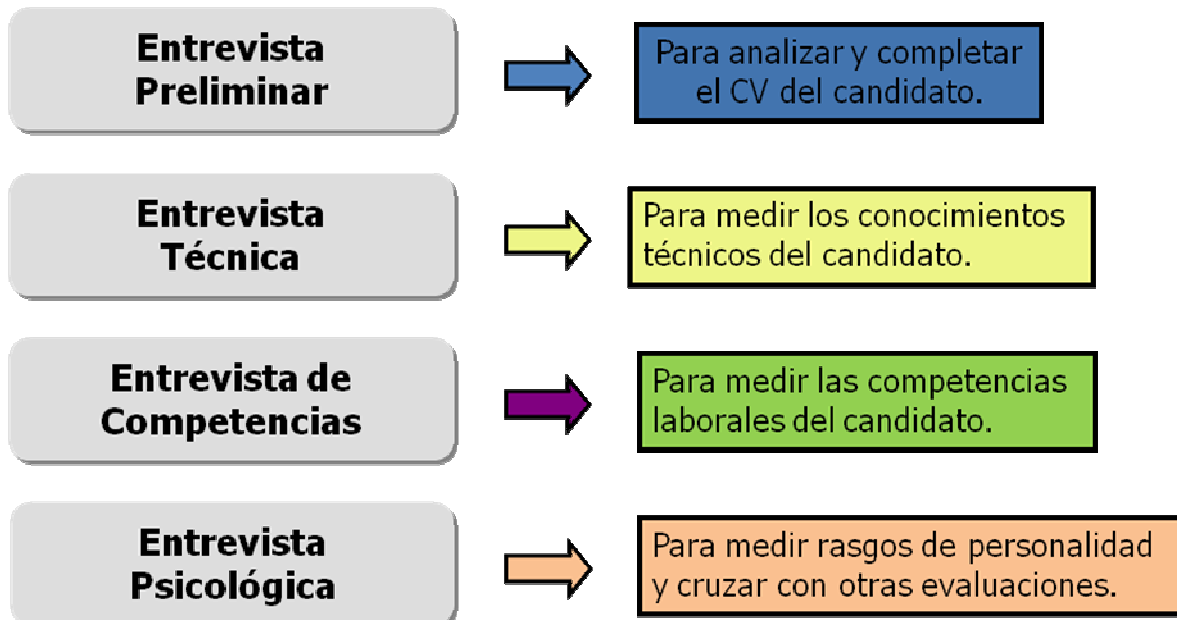 Entrevista
Preliminar
Para analizar y completar
el CV del candidato.
Entrevista
Técnica
Para medir los conocimientos
técnicos del candidato.
Entrevista de
Competencias
Para medir las competencias
laborales del candidato.
Entrevista
Psicológica
Para medir rasgos de personalidad
y cruzar con otras evaluaciones.